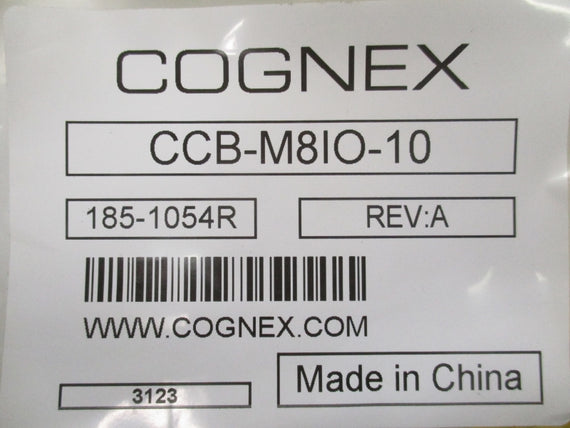 COGNEX
CCB-M8IO-10
185-1054R REV:A
WWW.COGNEX.COM
Made in China
3123